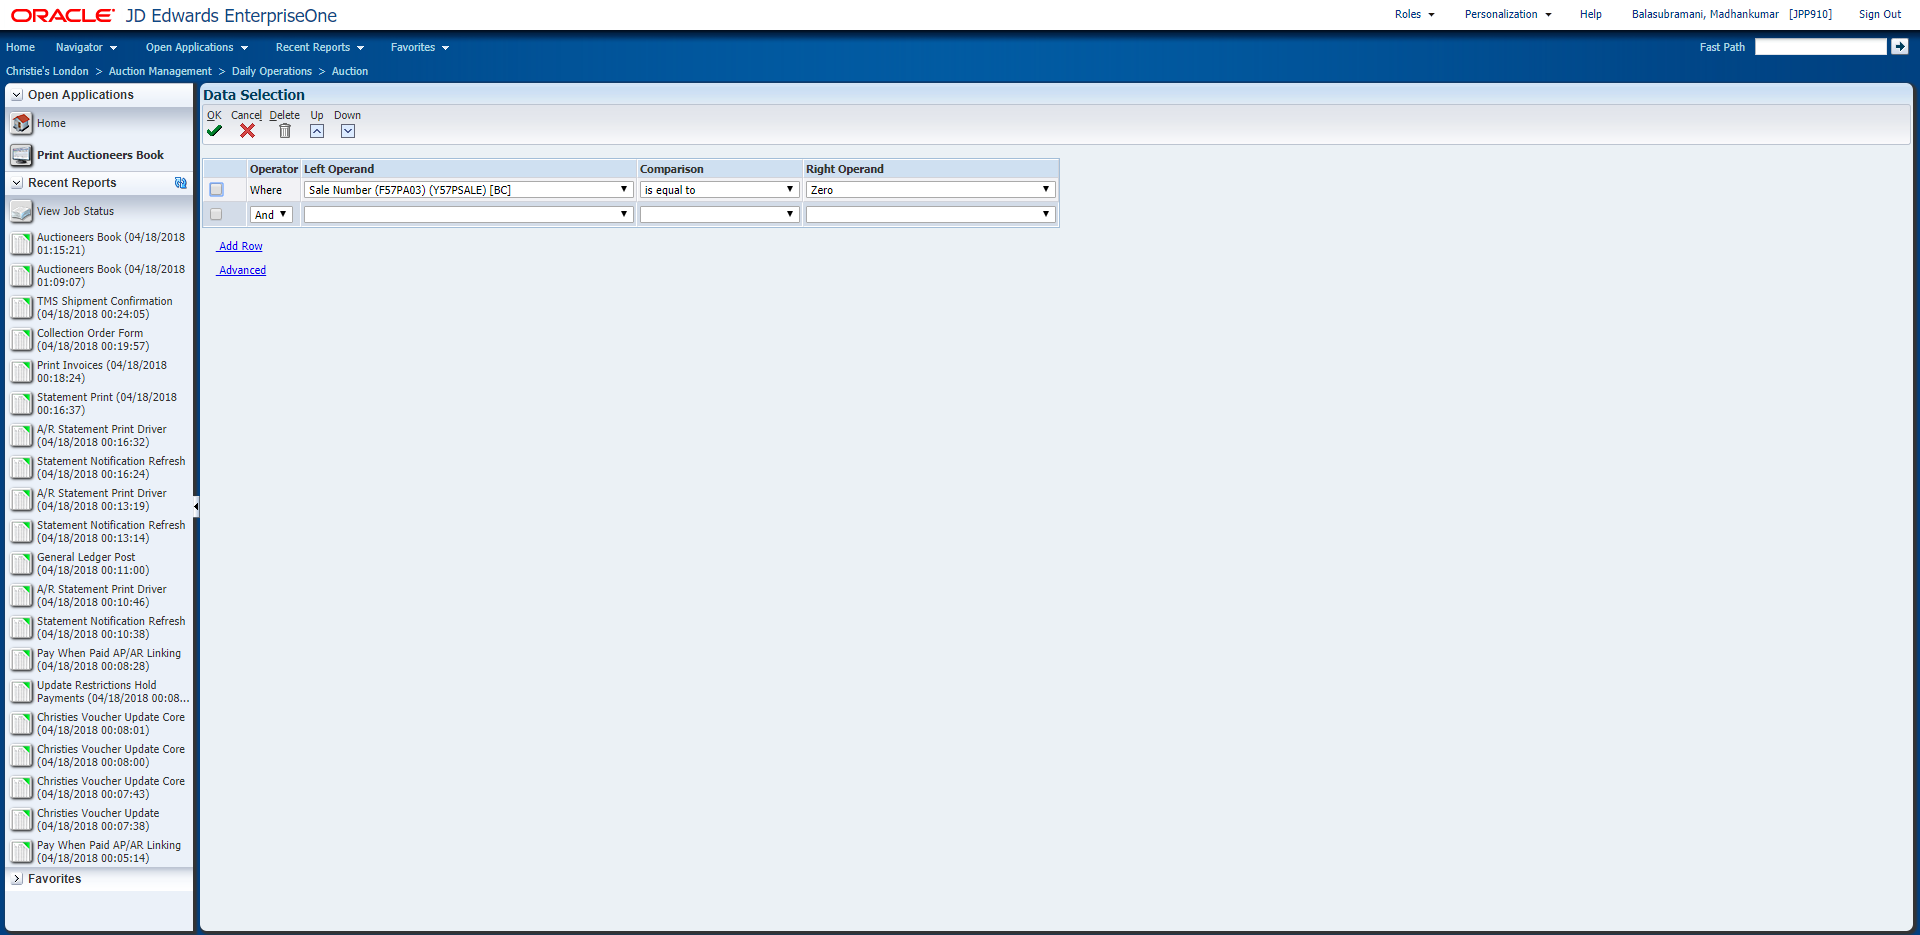 ORACLE JD Edwards EnterpriseOne
Roles Personalization Help Balasubramani, Madhankumar [JPP910] Sign Out
Home Navigator Open Applications Recent Reports Favorites Fast Path
Christie's London > Auction Management > Daily Operations > Auction
Open Applications
Home
Print Auctioneers Book
Recent Reports
View Job Status
Auctioneers Book (04/18/2018
01:15:21)
Auctioneers Book (04/18/2018
01:09:07)
TMS Shipment Confirmation
(04/18/2018 00:24:05)
Collection Order Form
(04/18/2018 00:19:57)
Print Invoices (04/18/2018
00:18:24)
Statement Print (04/18/2018
00:16:37)
A/R Statement Print Driver
(04/18/2018 00:16:32)
Statement Notification Refresh
(04/18/2018 00:16:24)
A/R Statement Print Driver
(04/18/2018 00:13:19)
Statement Notification Refresh
(04/18/2018 00:13:14)
General Ledger Post
(04/18/2018 00:11:00)
A/R Statement Print Driver
(04/18/2018 00:10:46)
Statement Notification Refresh
(04/18/2018 00:10:38)
Pay When Paid AP/AR Linking
(04/18/2018 00:08:28)
Update Restrictions Hold
Payments (04/18/2018 00:08...
Christies Voucher Update Core
(04/18/2018 00:08:01)
Christies Voucher Update Core
(04/18/2018 00:08:00)
Christies Voucher Update Core
(04/18/2018 00:07:43)
Christies Voucher Update
(04/18/2018 00:07:38)
Pay When Paid AP/AR Linking
(04/18/2018 00:05:14)
Favorites
Data Selection
OK Cancel Delete Up Down
Operator Left Operand Comparison Right Operand
Where Sale Number (F57PA03) (Y57PSALE) [BC] is equal to Zero
And
Add Row
Advanced